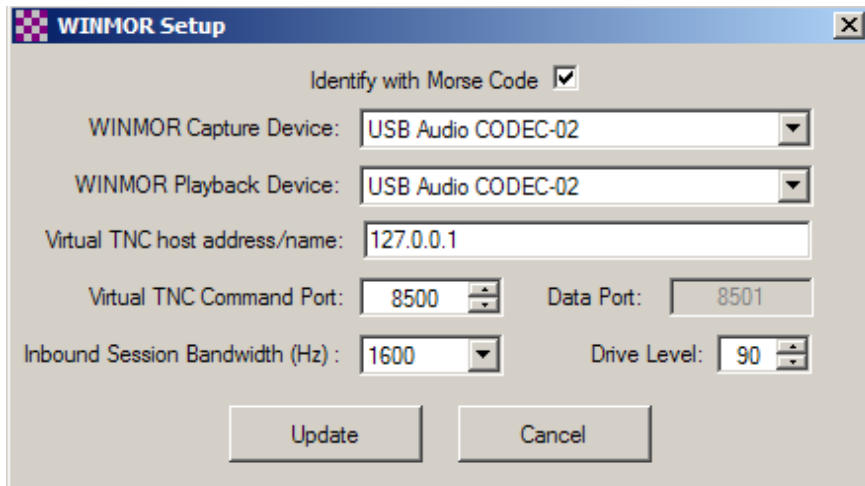 WINMOR Setup
Identify with Morse Code
WINMOR Capture Device: USB Audio CODEC-02
WINMOR Playback Device: USB Audio CODEC-02
Virtual TNC host address/name: 127.0.0.1
Virtual TNC Command Port: 8500 Data Port: 8501
Inbound Session Bandwidth (Hz) : 1600 Drive Level: 90
Update Cancel